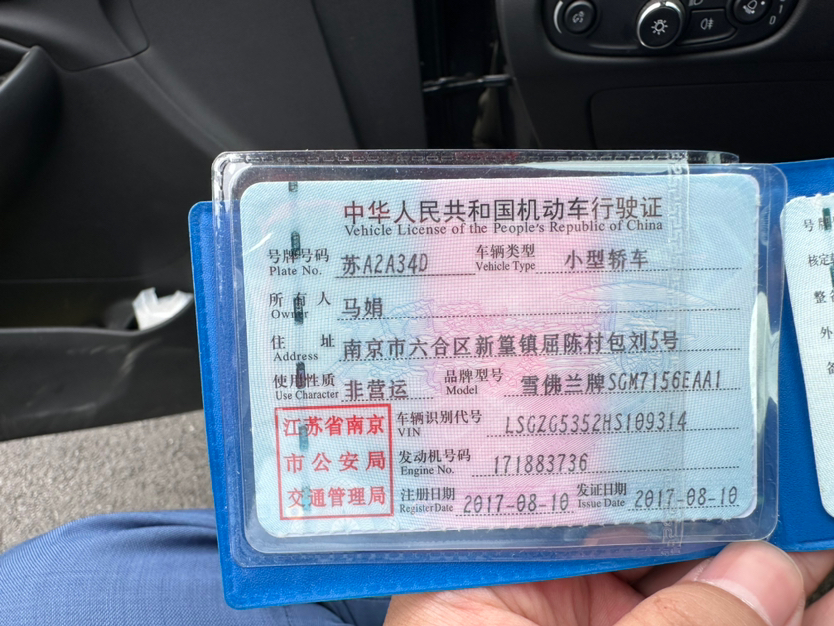 中华人民共和国机动车行驶证
Vehicle License of the People's Republic of China
号牌号码 苏A2A34D 车辆类型 小型轿车
Plate No. Vehicle Type
所有人 马娟
Owner
住址 南京市六合区新篁镇屈陈村包刘5号
Address
使用性质 非营运 品牌型号 雪佛兰牌SGM7156EAA1
Use Character Model
江苏省南京
市公安局
交通管理局
车辆识别代号 LSGZG5352HS109314
VIN
发动机号码 171883736
Engine No.
注册日期 2017-08-10 发证日期 2017-08-10
Register Date Issue Date
号牌
核定
整
外